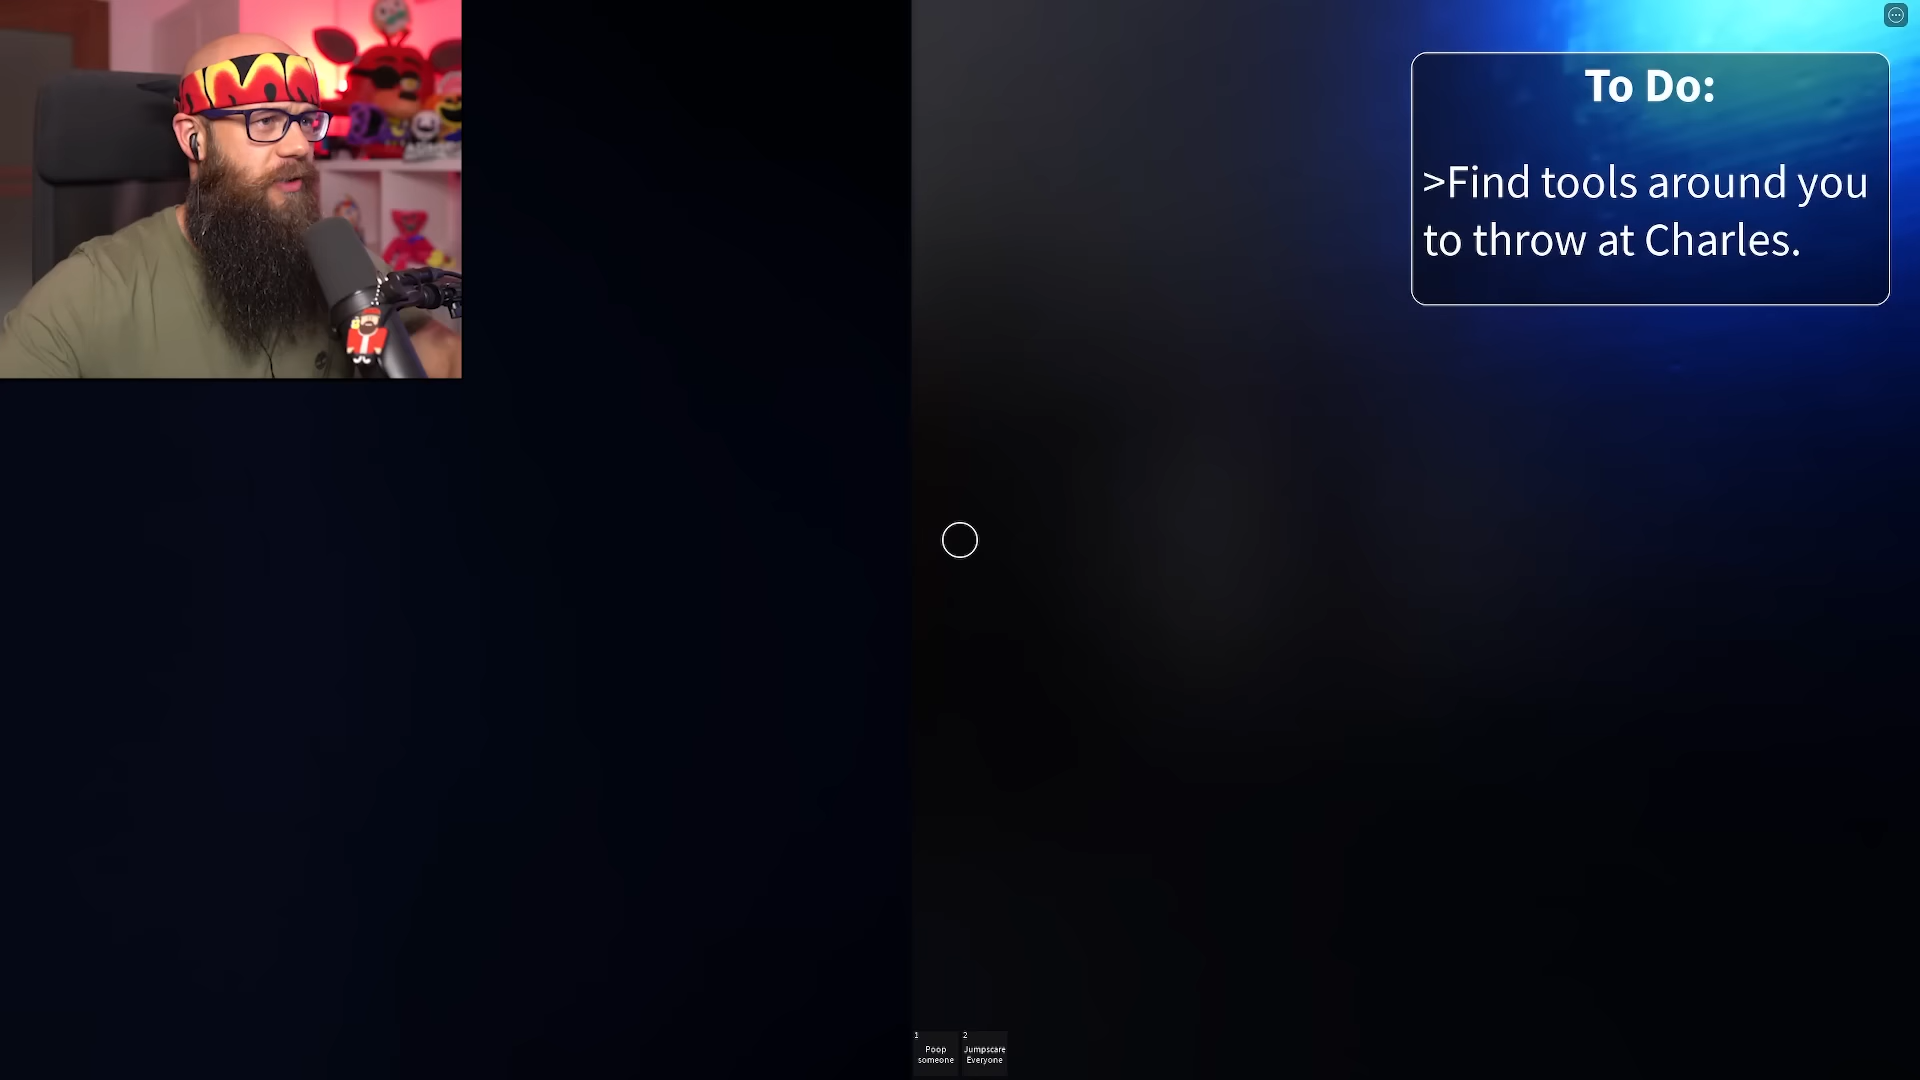 To Do:
>Find tools around you
to throw at Charles.
1
Poop
someone
2
Jumpscare
Everyone